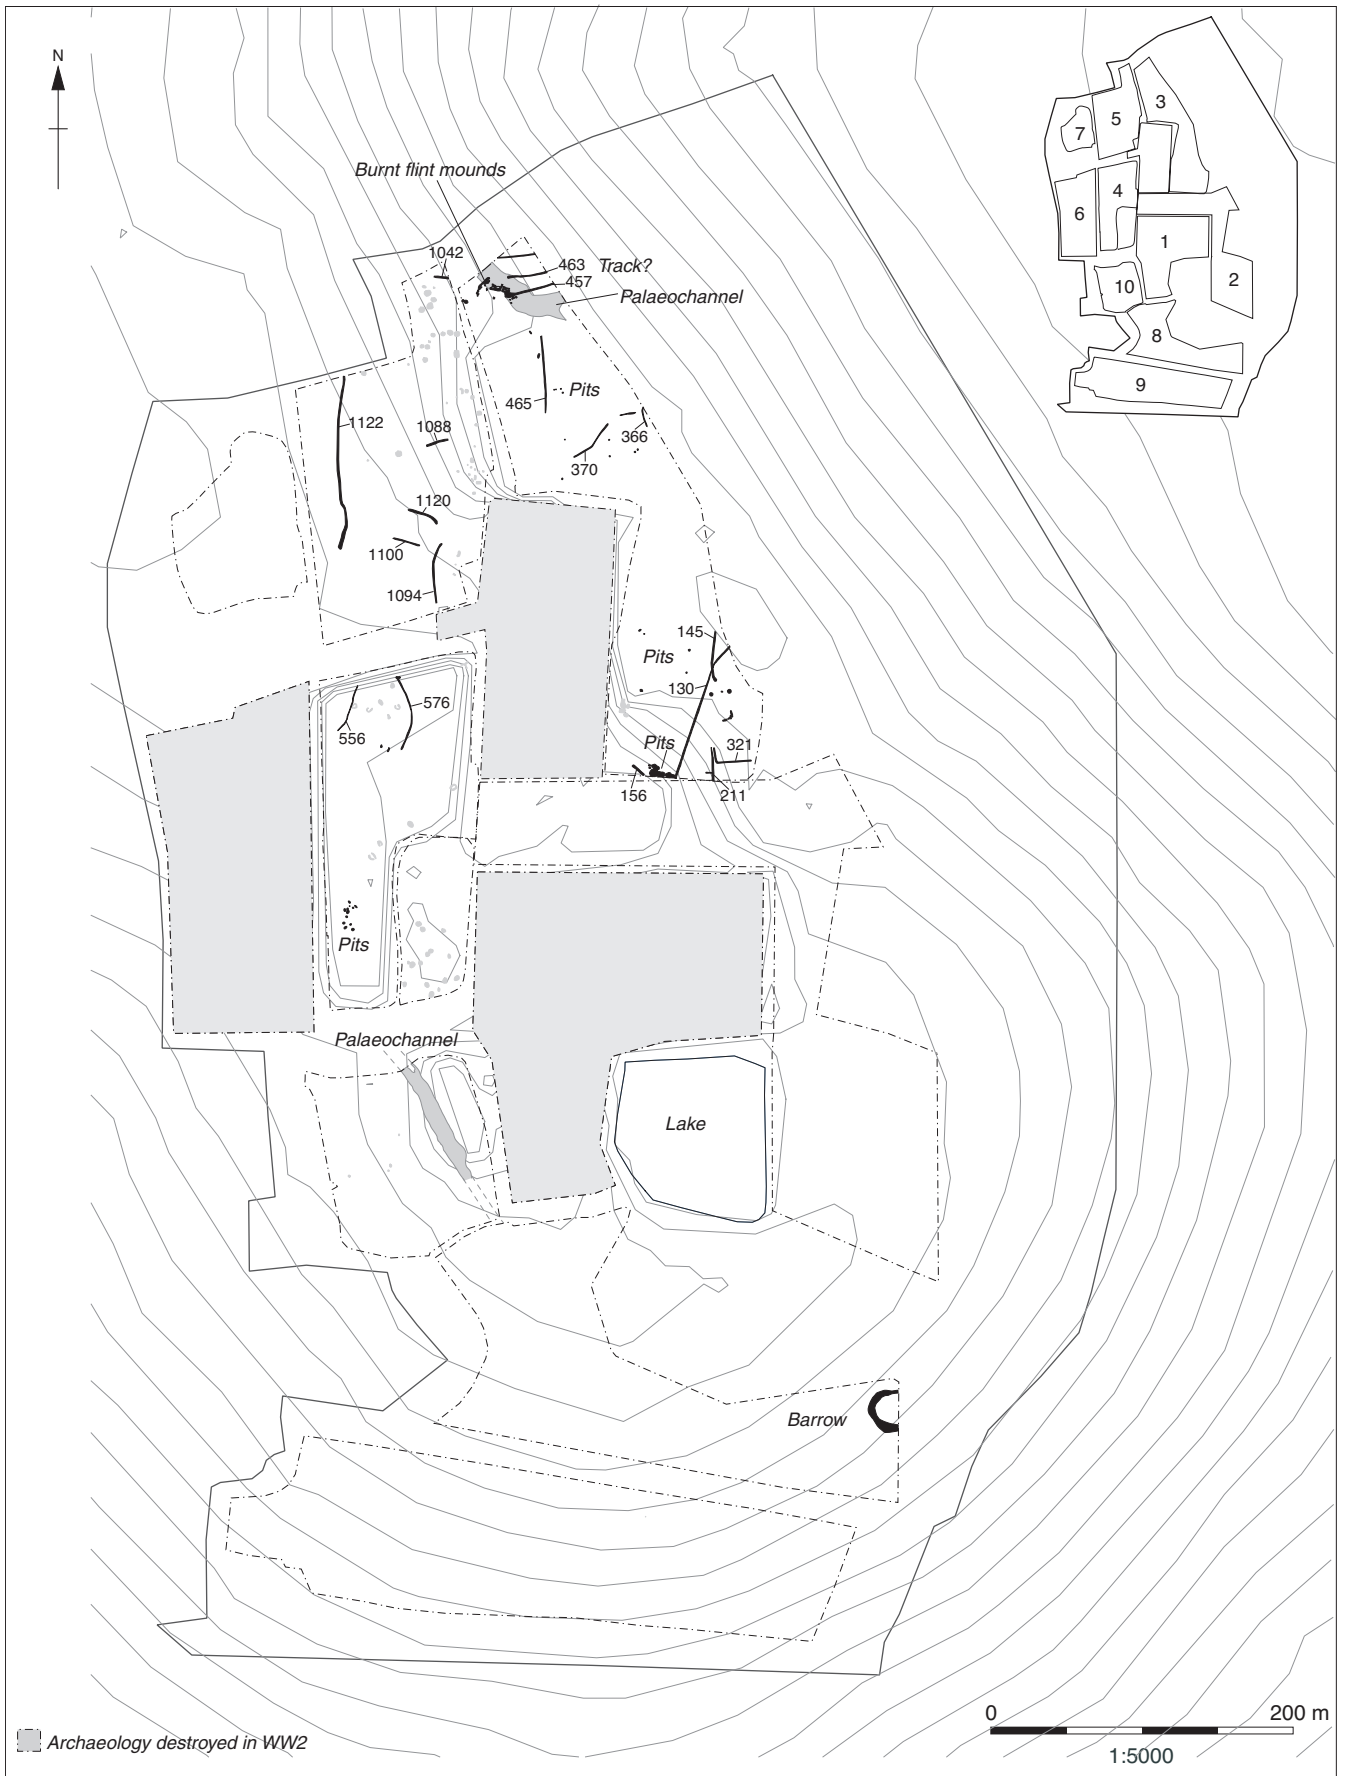 N
3
5
7
4
6
1
2
10
8
9
Burnt flint mounds
1042
463
Track?
457
Palaeochannel
465
Pits
1122
1088
366
370
1120
1100
1094
145
Pits
130
576
556
Pits
321
156
211
Pits
Palaeochannel
Lake
Barrow
0
200 m
Archaeology destroyed in WW2
1:5000